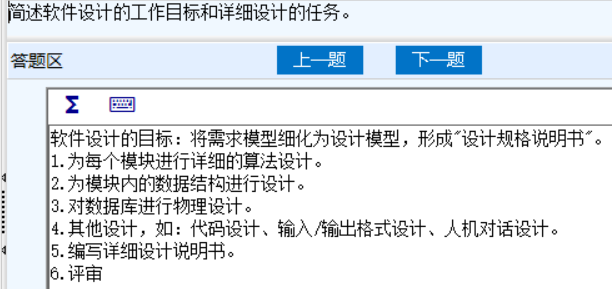 简述软件设计的工作目标和详细设计的任务。
答题区
上一题
下一题
Σ
软件设计的目标：将需求模型细化为设计模型，形成"设计规格说明书"。
1.为每个模块进行详细的算法设计。
2.为模块内的数据结构进行设计。
3.对数据库进行物理设计。
4.其他设计，如：代码设计、输入/输出格式设计、人机对话设计。
5.编写详细设计说明书。
6.评审